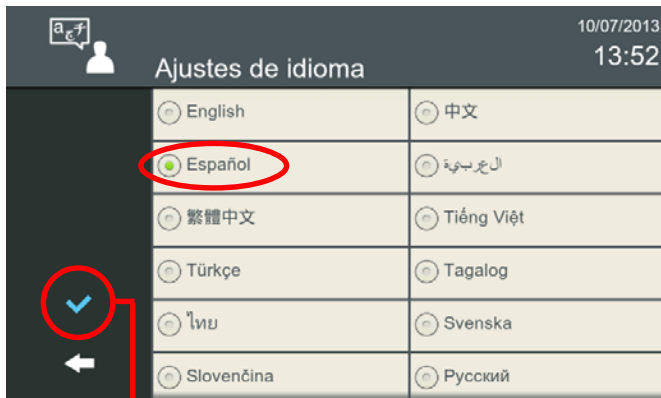 10/07/2013
13:52
Ajustes de idioma
English
中文
Español
العربية
繁體中文
Tiếng Việt
Türkçe
Tagalog
ไทย
Svenska
Slovenčina
Русский